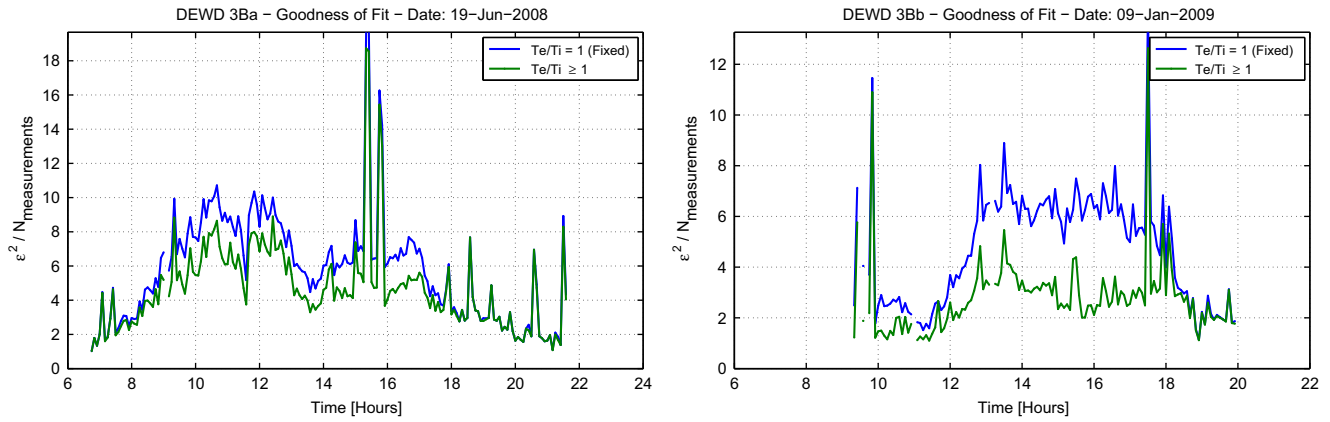 DEWD 3Ba − Goodness of Fit − Date: 19−Jun−2008
ε² / N_measurements
18
16
14
12
10
8
6
4
2
0
Te/Ti = 1 (Fixed)
Te/Ti ≥ 1
6 8 10 12 14 16 18 20 22 24
Time [Hours]
DEWD 3Bb − Goodness of Fit − Date: 09−Jan−2009
ε² / N_measurements
12
10
8
6
4
2
0
Te/Ti = 1 (Fixed)
Te/Ti ≥ 1
6 8 10 12 14 16 18 20 22
Time [Hours]